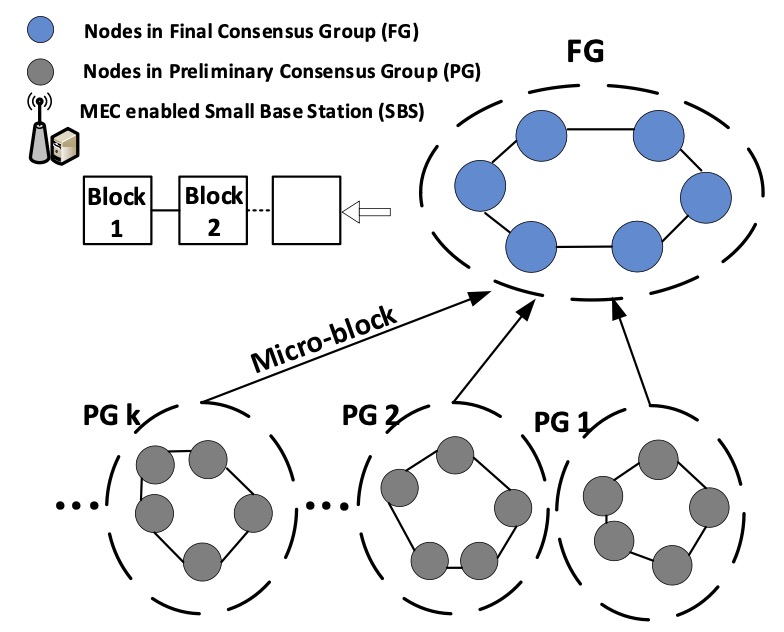 Nodes in Final Consensus Group (FG)
Nodes in Preliminary Consensus Group (PG)
MEC enabled Small Base Station (SBS)
FG
Block
1
Block
2
Micro-block
PG k
PG 2
PG 1